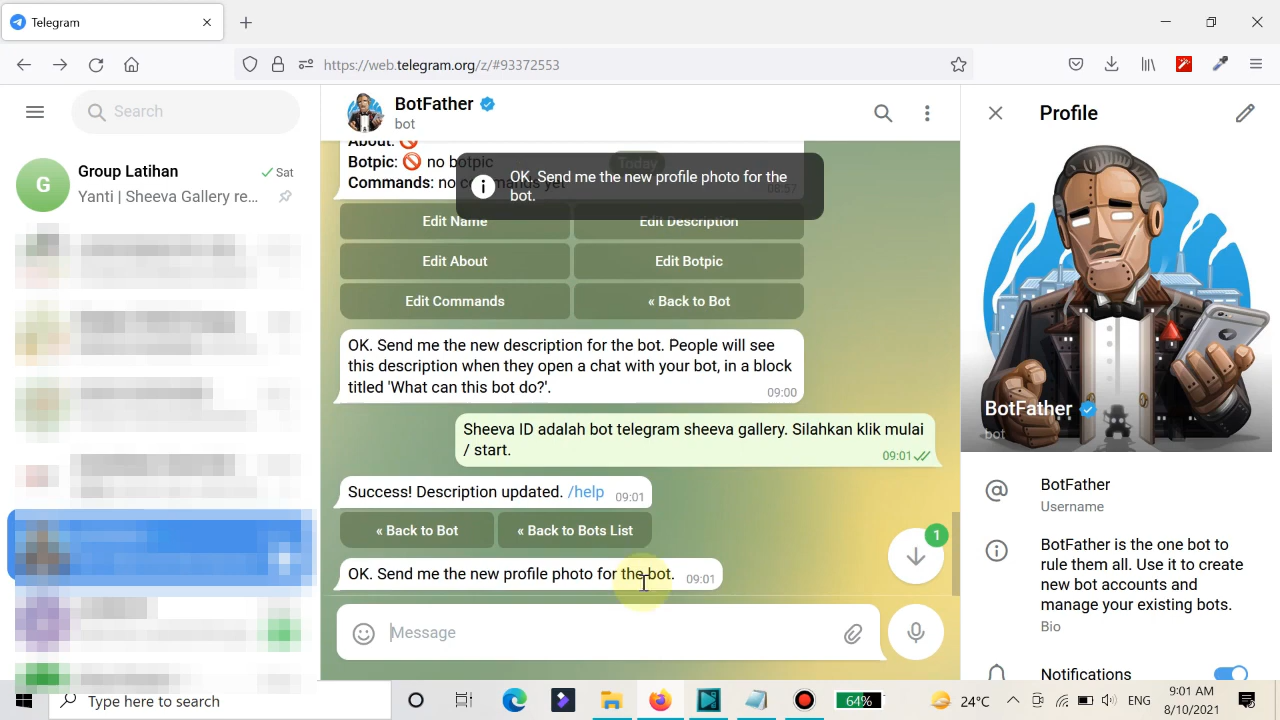 Telegram
https://web.telegram.org/z/#93372553
Search
Group Latihan
Sat
Yanti | Sheeva Gallery re...
G
BotFather
bot
About:
Botpic: no botpic
Commands: no commands yet
08:57
Today
OK. Send me the new profile photo for the
bot.
Edit Name
Edit Description
Edit About
Edit Botpic
Edit Commands
« Back to Bot
OK. Send me the new description for the bot. People will see
this description when they open a chat with your bot, in a block
titled 'What can this bot do?'.
09:00
Sheeva ID adalah bot telegram sheeva gallery. Silahkan klik mulai
/ start.
09:01
Success! Description updated. /help 09:01
« Back to Bot
« Back to Bots List
OK. Send me the new profile photo for the bot. 09:01
1
Message
Profile
BotFather
bot
BotFather
Username
BotFather is the one bot to
rule them all. Use it to create
new bot accounts and
manage your existing bots.
Bio
Notifications
Type here to search
64%
24°C
ENG
9:01 AM
8/10/2021